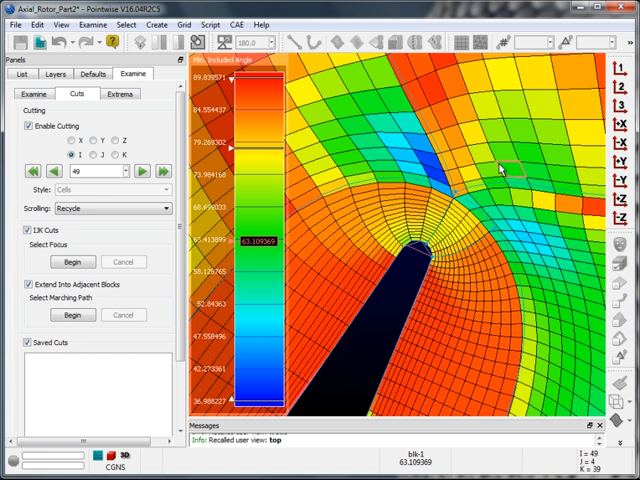 Axial_Rotor_Part2* - Pointwise V16.04R2C5
File Edit View Examine Select Create Grid Script CAE Help
180.0
Panels
List Layers Defaults Examine
Examine Cuts Extrema
Cutting
Enable Cutting
X Y Z
I J K
49
Style: Cells
Scrolling: Recycle
I,J,K Cuts
Select Focus
Begin Cancel
Extend Into Adjacent Blocks
Select Marching Path
Begin Cancel
Saved Cuts
Min. Included Angle
89.839571
84.554437
79.269302
73.984168
68.699033
63.413899
63.109369
58.128765
52.84363
47.558496
42.273361
36.988227
1
2
3
+X
-X
+Y
-Y
+Z
-Z
Messages
Info: Recalled user view: top
3D
CGNS
blk-1
63.109369
I = 49
J = 4
K = 39